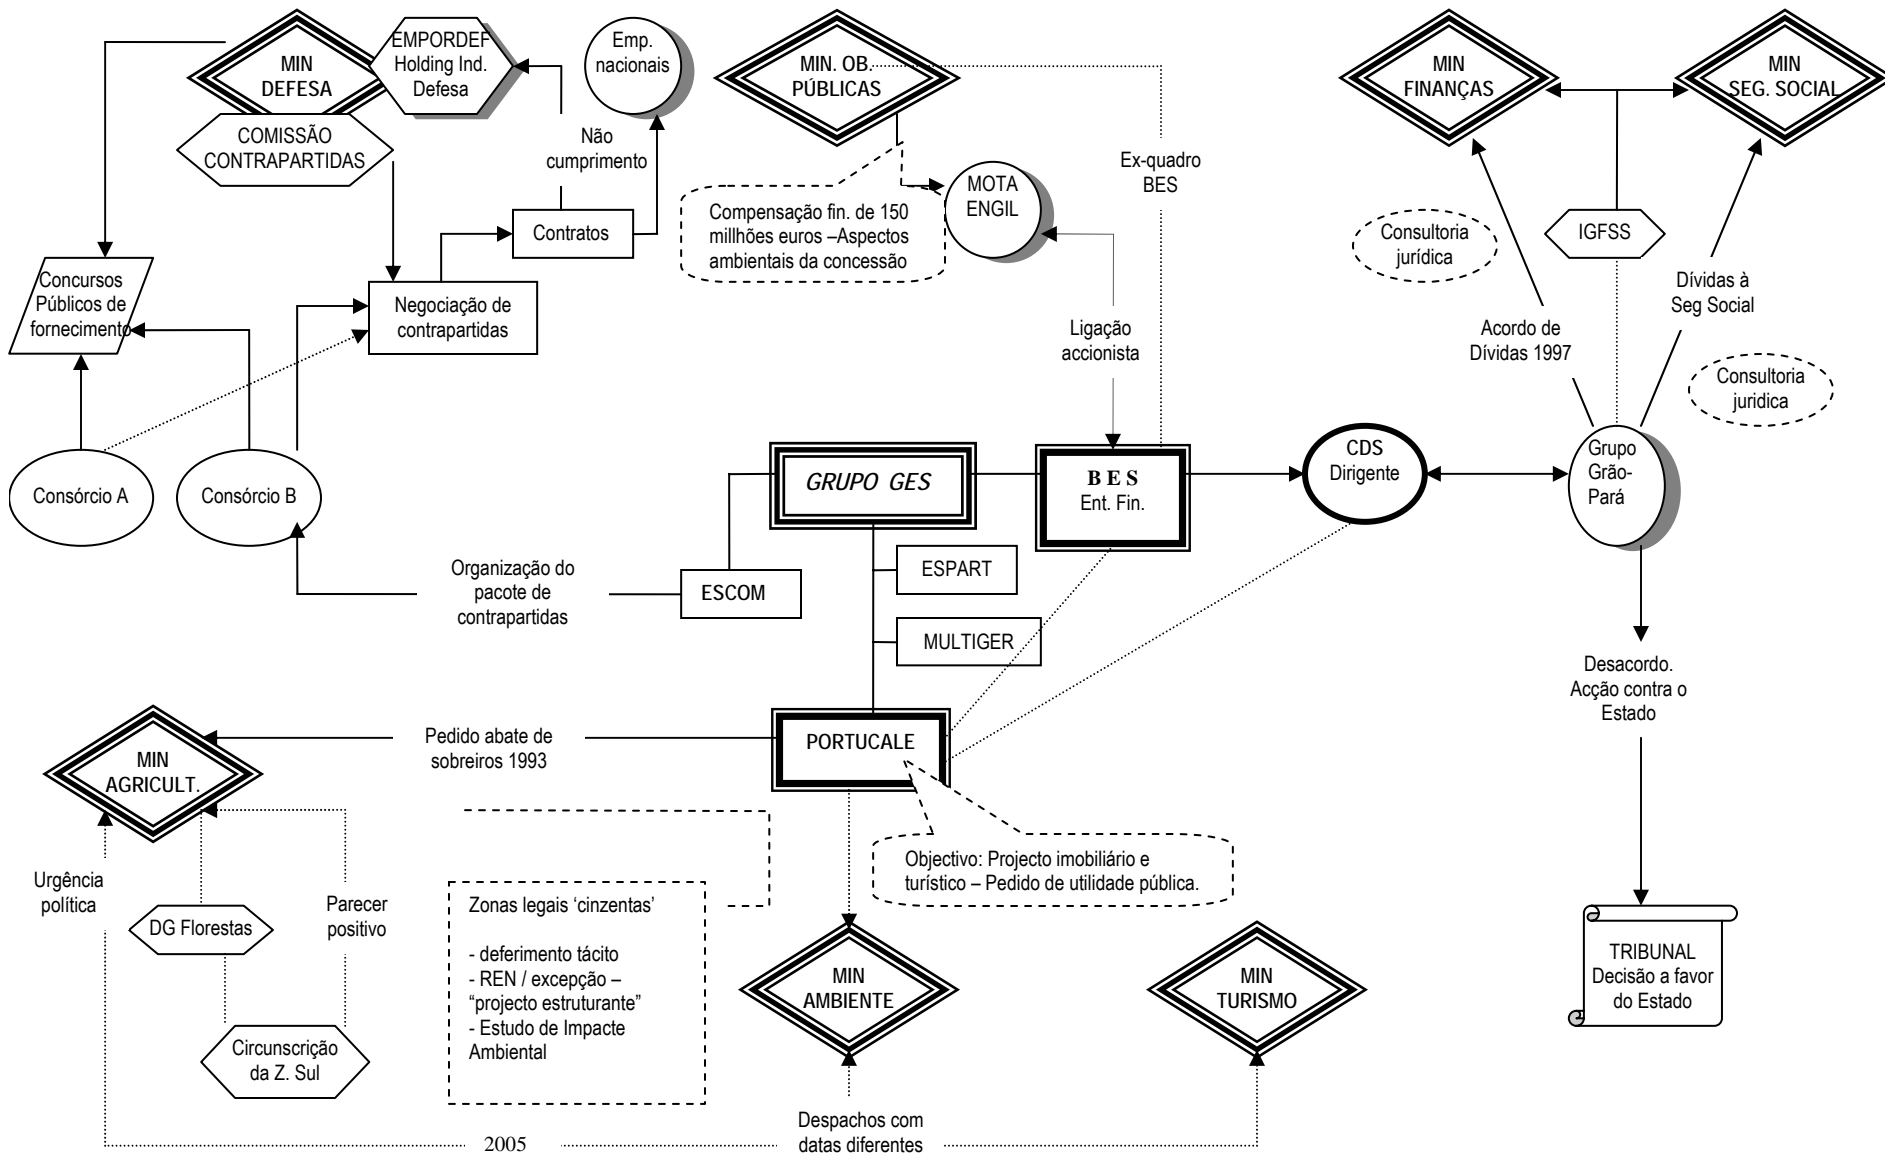 MIN
DEFESA
EMPORDEF
Holding Ind.
Defesa
Emp.
nacionais
MIN. OB.
PÚBLICAS
MIN
FINANÇAS
MIN
SEG. SOCIAL
COMISSÃO
CONTRAPARTIDAS
Não
cumprimento
Ex-quadro
BES
MOTA
ENGIL
Compensação fin. de 150
millhões euros –Aspectos
ambientais da concessão
Contratos
Consultoria
jurídica
IGFSS
Concursos
Públicos de
fornecimento
Negociação de
contrapartidas
Ligação
accionista
Acordo de
Dívidas 1997
Dívidas à
Seg Social
Consultoria
juridica
Consórcio A
Consórcio B
GRUPO GES
B E S
Ent. Fin.
CDS
Dirigente
Grupo
Grão-
Pará
Organização do
pacote de
contrapartidas
ESCOM
ESPART
MULTIGER
Desacordo.
Acção contra o
Estado
MIN
AGRICULT.
Pedido abate de
sobreiros 1993
PORTUCALE
Objectivo: Projecto imobiliário e
turístico – Pedido de utilidade pública.
Urgência
política
DG Florestas
Parecer
positivo
Zonas legais ‘cinzentas’
- deferimento tácito
- REN / excepção –
“projecto estruturante”
- Estudo de Impacte
Ambiental
MIN
AMBIENTE
MIN
TURISMO
TRIBUNAL
Decisão a favor
do Estado
Circunscrição
da Z. Sul
2005
Despachos com
datas diferentes